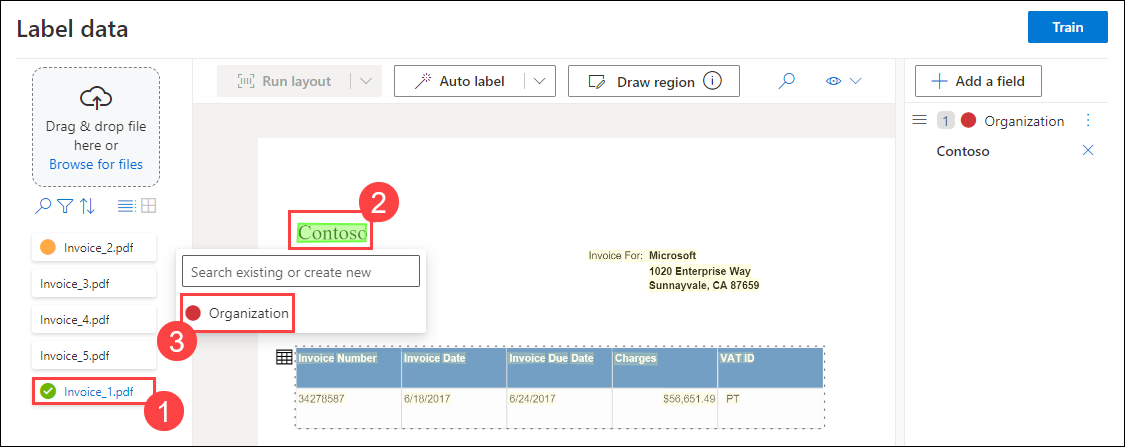 Label data
Train
Drag & drop file
here or
Browse for files
Invoice_2.pdf
Invoice_3.pdf
Invoice_4.pdf
Invoice_5.pdf
Invoice_1.pdf
1
Run layout
Auto label
Draw region
2
Contoso
Search existing or create new
Organization
3
Invoice For: Microsoft
1020 Enterprise Way
Sunnayvale, CA 87659
Invoice Number Invoice Date Invoice Due Date Charges VAT ID
34278587 6/18/2017 6/24/2017 $56,651.49 PT
Add a field
1 Organization
Contoso